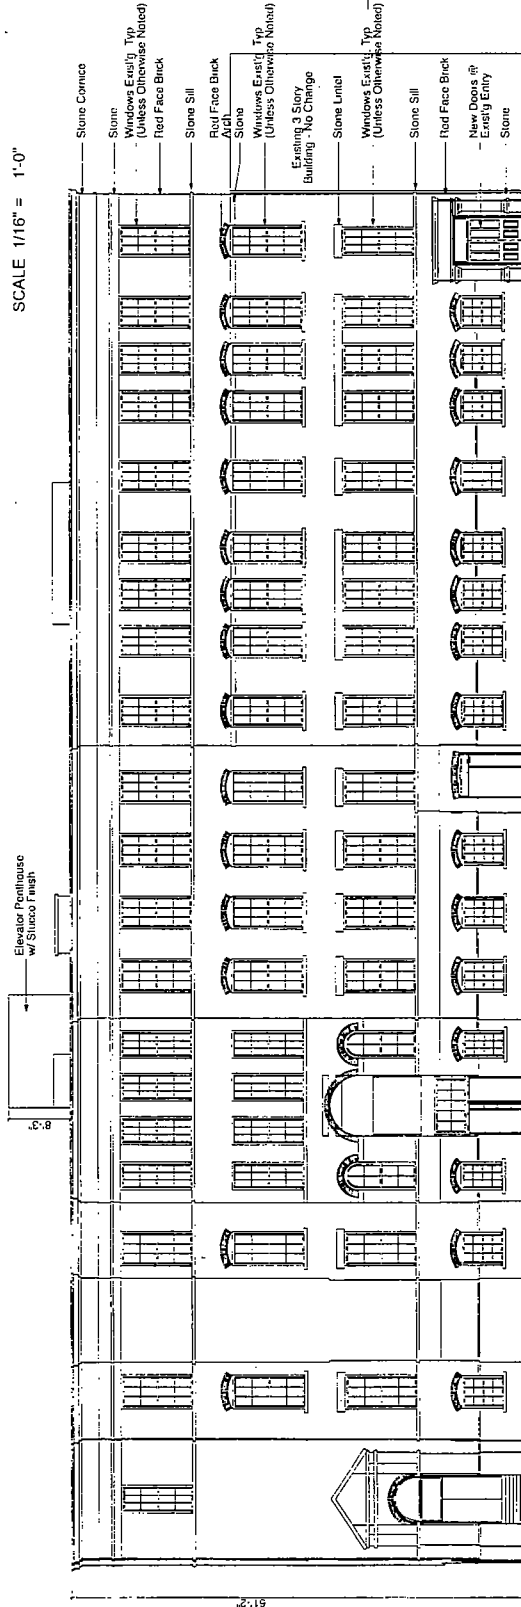 SCALE 1/16" = 1'-0"
Stone Cornice
Stone
Windows Exist'g, Typ
(Unless Otherwise Noted)
Red Face Brick
Stone Sill
Red Face Brick
Arch
Stone
Windows Exist'g, Typ
(Unless Otherwise Noted)
Existing 3 Story
Building - No Change
Stone Lintel
Windows Exist'g, Typ
(Unless Otherwise Noted)
Stone Sill
Red Face Brick
New Doors @
Exist'g Entry
Stone
Elevator Penthouse
w/ Stucco Finish
8'-3"
51'-2"